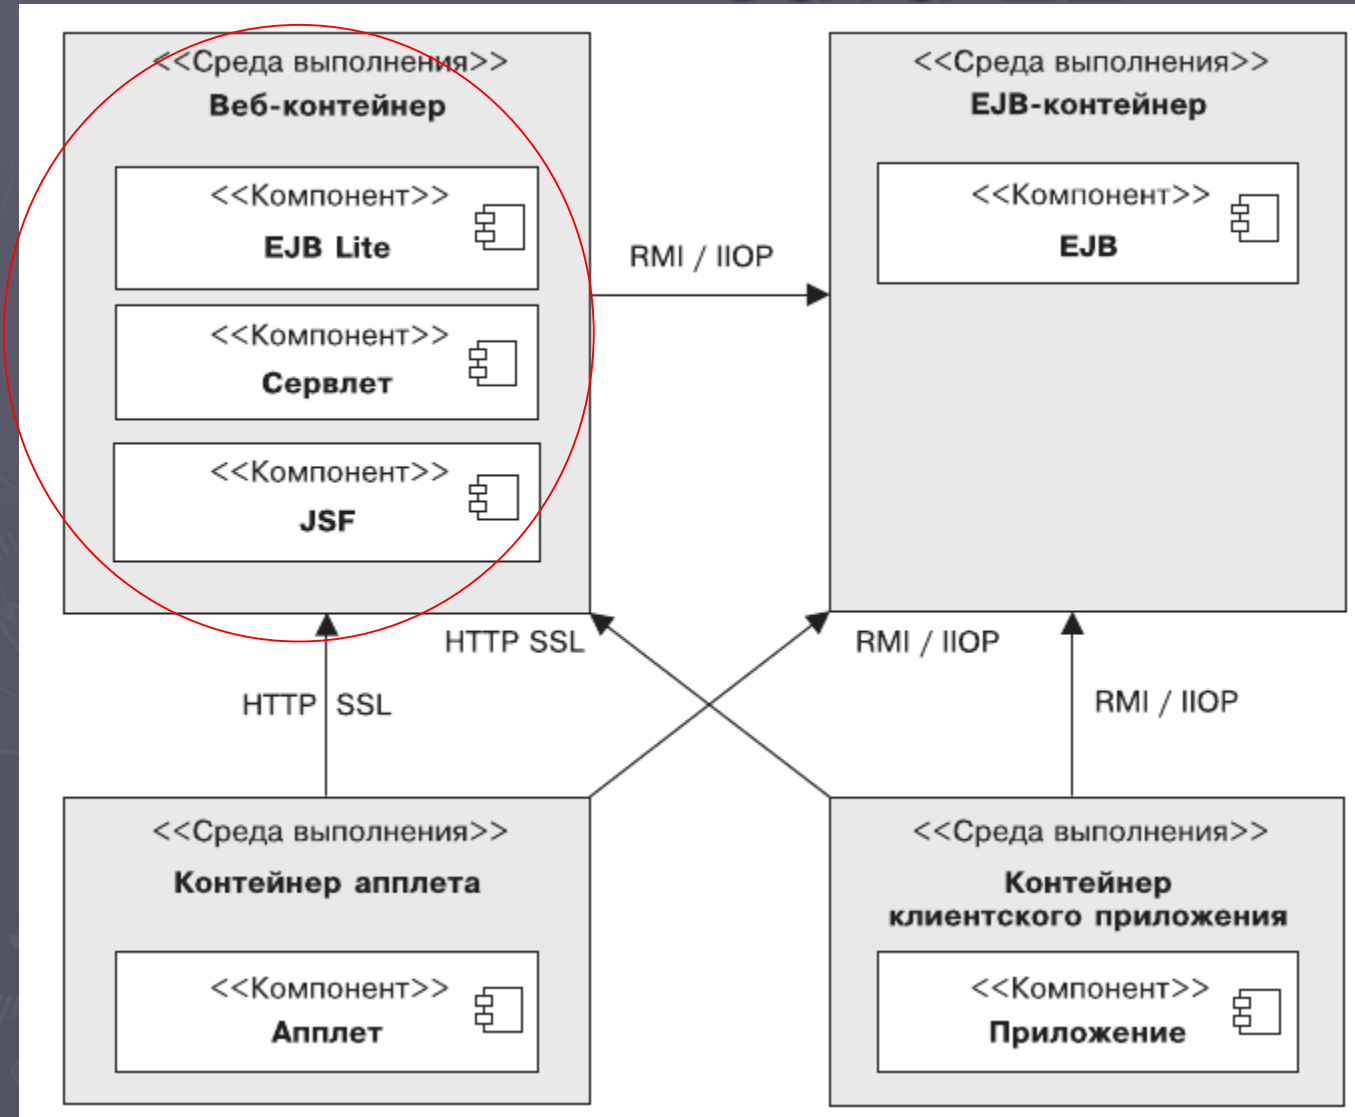 <<Среда выполнения>>
Веб-контейнер
<<Компонент>>
EJB Lite
<<Компонент>>
Сервлет
<<Компонент>>
JSF
RMI / IIOP
<<Среда выполнения>>
EJB-контейнер
<<Компонент>>
EJB
HTTP SSL
RMI / IIOP
HTTP SSL
RMI / IIOP
<<Среда выполнения>>
Контейнер апплета
<<Компонент>>
Апплет
<<Среда выполнения>>
Контейнер
клиентского приложения
<<Компонент>>
Приложение